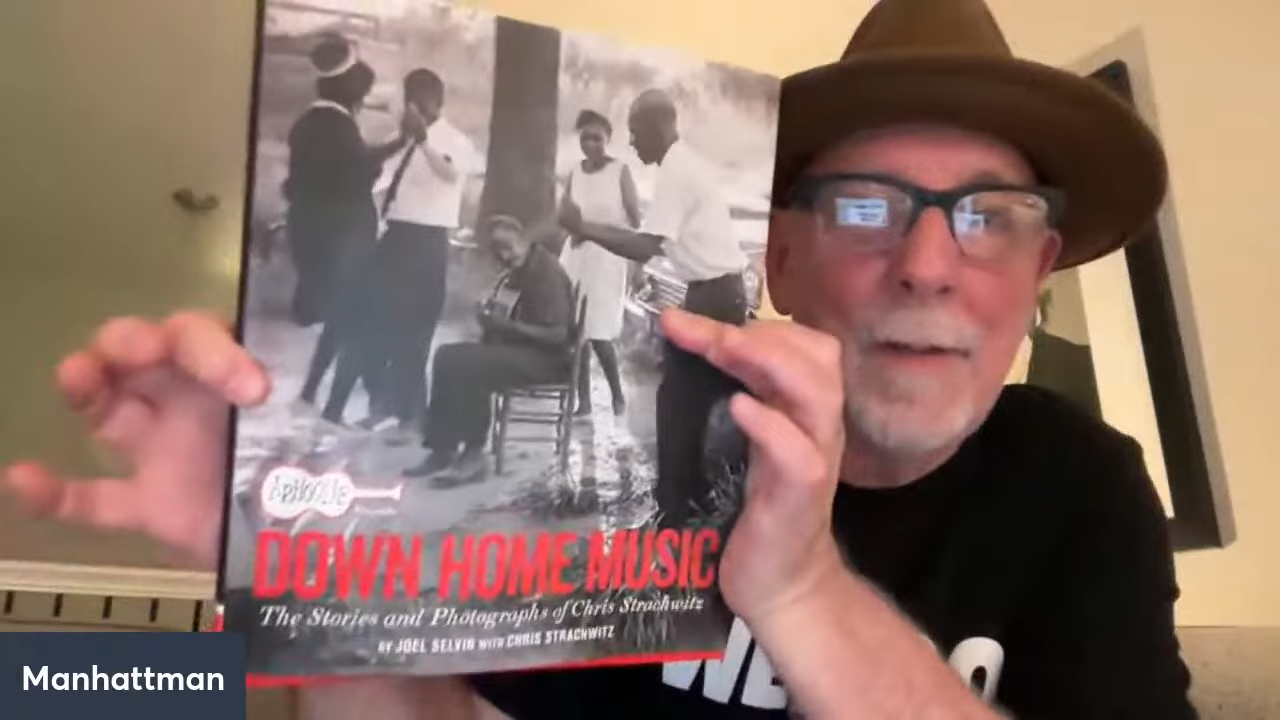 ARHOOLIE
DOWN HOME MUSIC
The Stories and Photographs of Chris Strachwitz
BY JOEL SELVIN WITH CHRIS STRACHWITZ
Manhattman